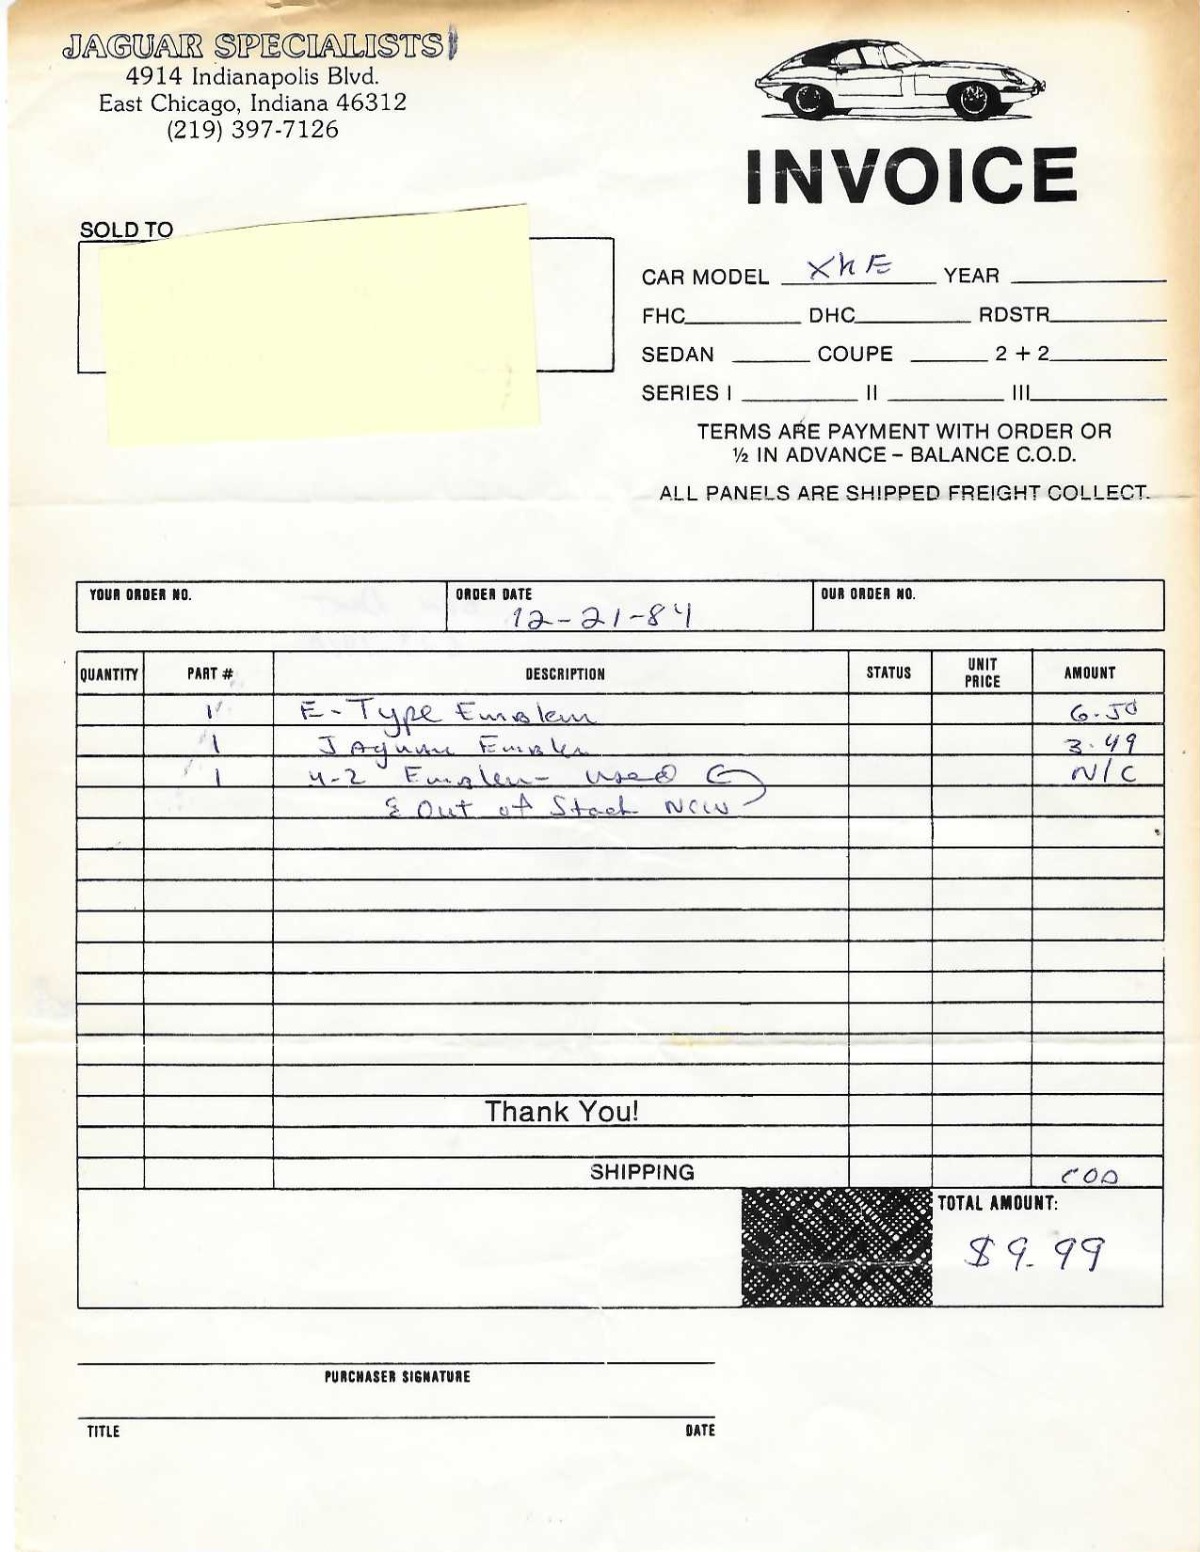 JAGUAR SPECIALISTS
4914 Indianapolis Blvd.
East Chicago, Indiana 46312
(219) 397-7126
INVOICE
SOLD TO
CAR MODEL XKE YEAR
FHC DHC RDSTR
SEDAN COUPE 2 + 2
SERIES I II III
TERMS ARE PAYMENT WITH ORDER OR
½ IN ADVANCE – BALANCE C.O.D.
ALL PANELS ARE SHIPPED FREIGHT COLLECT.
YOUR ORDER NO. ORDER DATE OUR ORDER NO.
12-21-84
QUANTITY PART # DESCRIPTION STATUS UNIT PRICE AMOUNT
1 E-Type Emblem 6.50
1 Jaguar Emblem 3.49
1 4-2 Emblem - used N/C
& Out of Stock New
Thank You!
SHIPPING COD
TOTAL AMOUNT:
$9.99
PURCHASER SIGNATURE
TITLE DATE